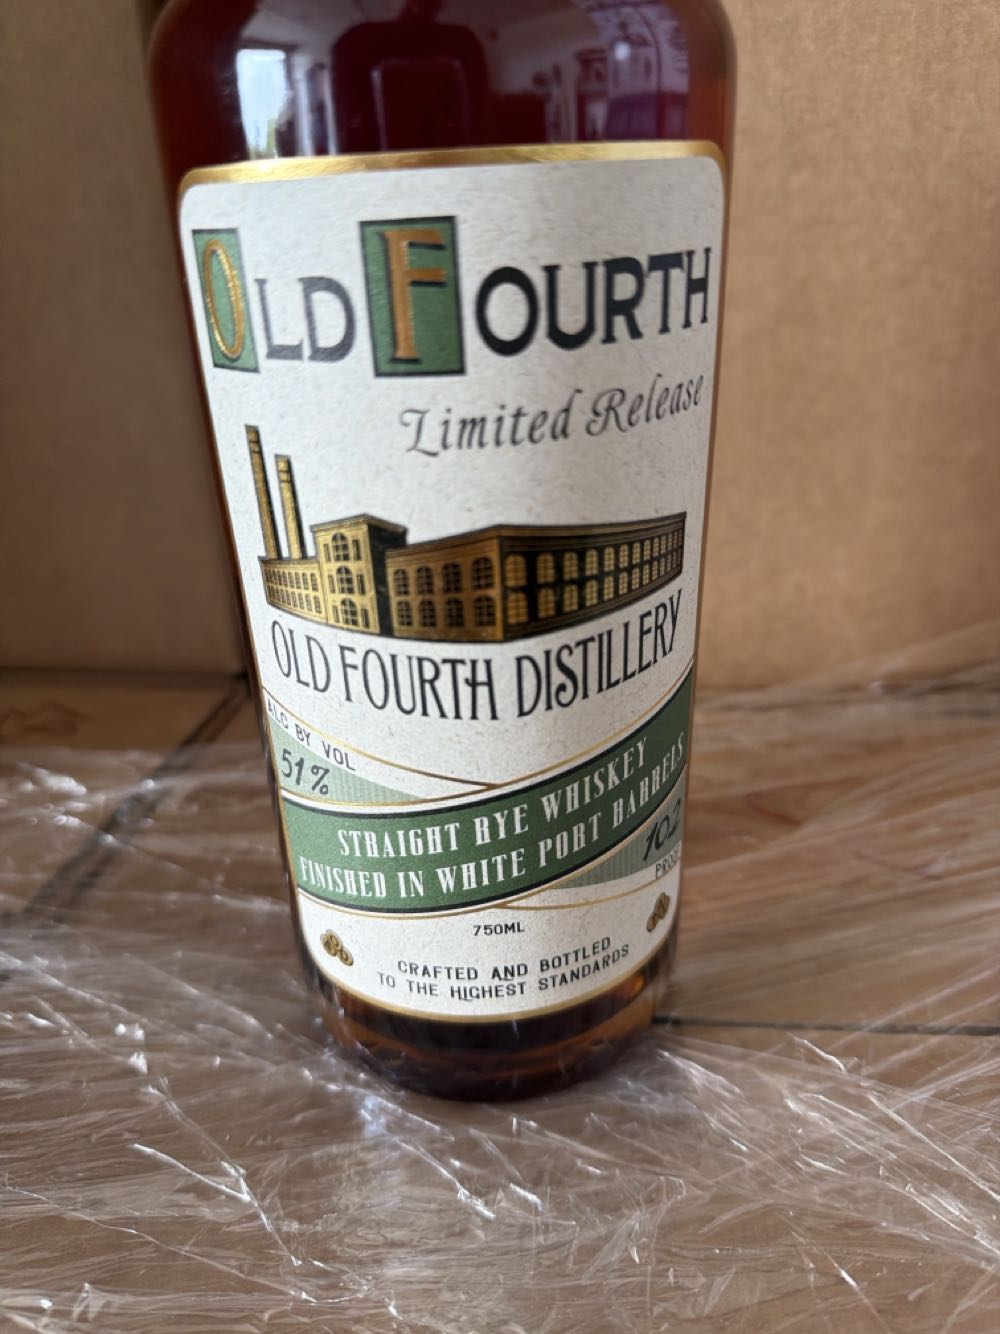 OLD FOURTH
Limited Release
OLD FOURTH DISTILLERY
ALC BY VOL
51%
STRAIGHT RYE WHISKEY
FINISHED IN WHITE PORT BARRELS
102
PROOF
750ML
CRAFTED AND BOTTLED
TO THE HIGHEST STANDARDS